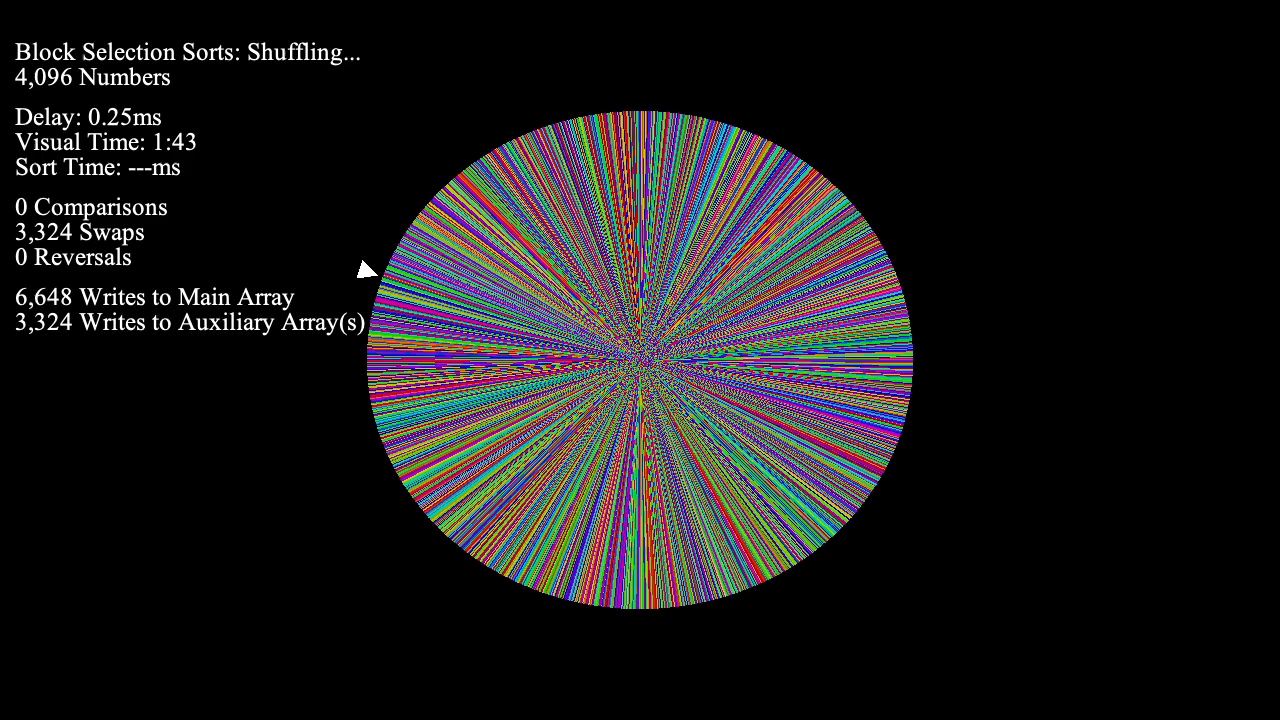 Block Selection Sorts: Shuffling...
4,096 Numbers
Delay: 0.25ms
Visual Time: 1:43
Sort Time: ---ms
0 Comparisons
3,324 Swaps
0 Reversals
6,648 Writes to Main Array
3,324 Writes to Auxiliary Array(s)